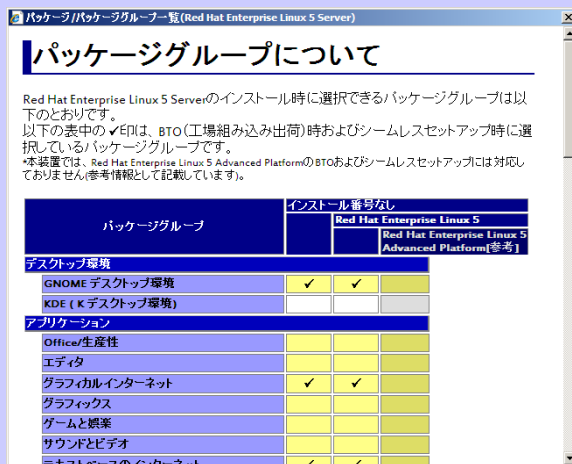 パッケージ/パッケージグループ一覧(Red Hat Enterprise Linux 5 Server)
パッケージグループについて
Red Hat Enterprise Linux 5 Serverのインストール時に選択できるパッケージグループは以
下のとおりです。
以下の表中の✓印は、BTO(工場組み込み出荷)時およびシームレスセットアップ時に選
択しているパッケージグループです。
*本装置では、Red Hat Enterprise Linux 5 Advanced PlatformのBTOおよびシームレスセットアップには対応し
ておりません(参考情報として記載しています)。
パッケージグループ
インストール番号なし
Red Hat Enterprise Linux 5
Red Hat Enterprise Linux 5
Advanced Platform[参考]
デスクトップ環境
GNOME デスクトップ環境 ✓ ✓
KDE ( K デスクトップ環境)
アプリケーション
Office/生産性
エディタ
グラフィカルインターネット ✓ ✓
グラフィックス
ゲームと娯楽
サウンドとビデオ
テキストベースのインターネット ✓ ✓